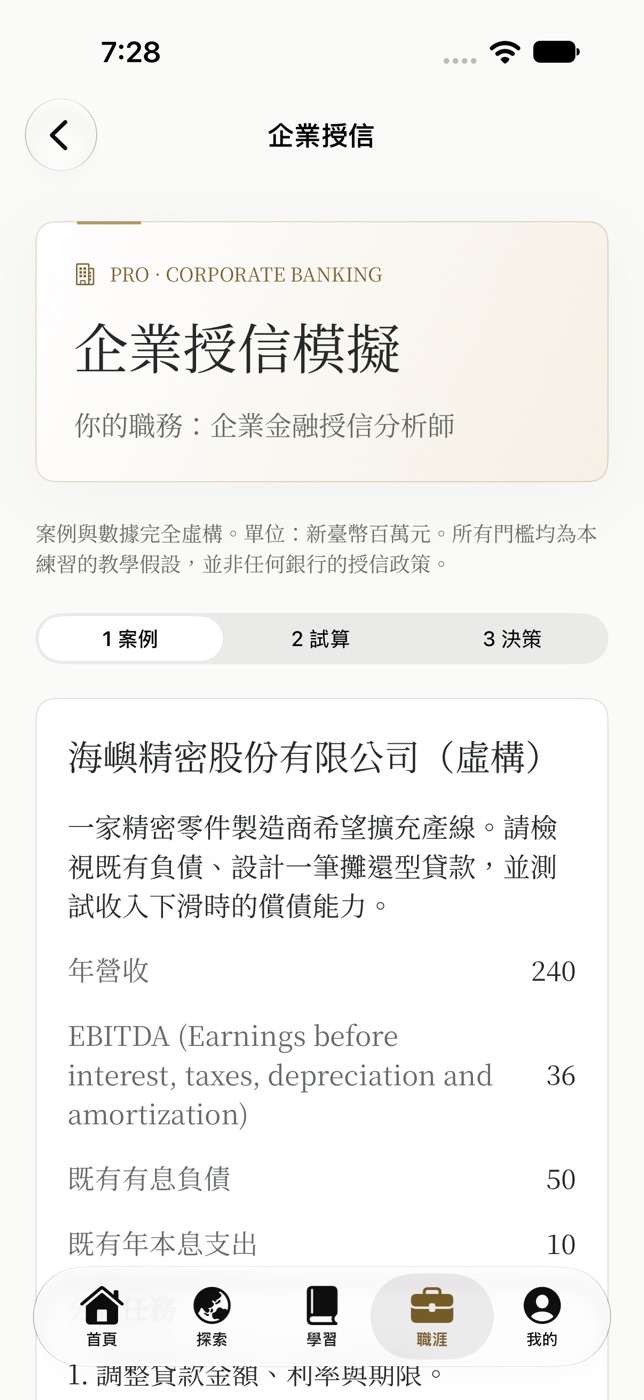 7:28
企業授信
PRO · CORPORATE BANKING
企業授信模擬
你的職務：企業金融授信分析師
案例與數據完全虛構。單位：新臺幣百萬元。所有門檻均為本
練習的教學假設，並非任何銀行的授信政策。
1 案例
2 試算
3 決策
海嶼精密股份有限公司（虛構）
一家精密零件製造商希望擴充產線。請檢
視既有負債、設計一筆攤還型貸款，並測
試收入下滑時的償債能力。
年營收 240
EBITDA (Earnings before
interest, taxes, depreciation and
amortization) 36
既有有息負債 50
既有年本息支出 10
任務
首頁
探索
學習
職涯
我的
1. 調整貸款金額、利率與期限。